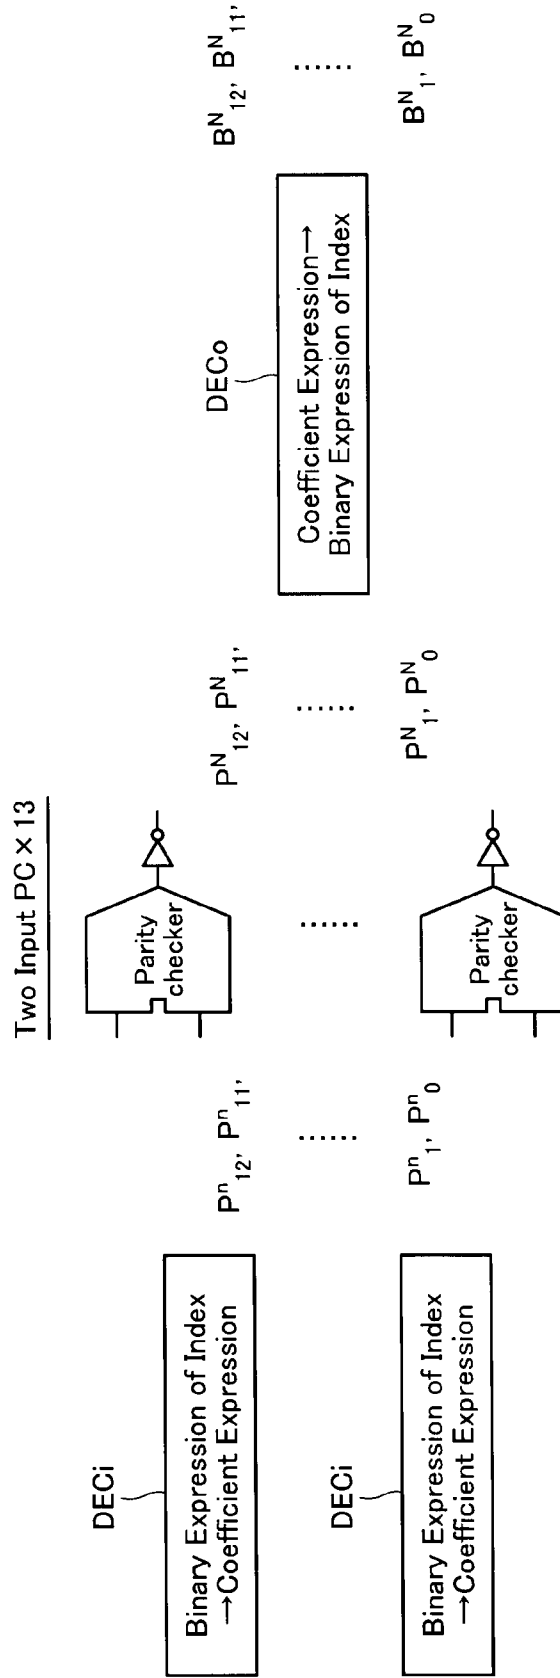 DECi
Binary Expression of Index
→Coefficient Expression
DECi
Binary Expression of Index
→Coefficient Expression
P^n_12, P^n_11,
......
P^n_1, P^n_0
Two Input PC × 13
Parity
checker
......
Parity
checker
P^N_12, P^N_11,
......
P^N_1, P^N_0
DECo
Coefficient Expression→
Binary Expression of Index
B^N_12, B^N_11,
......
B^N_1, B^N_0